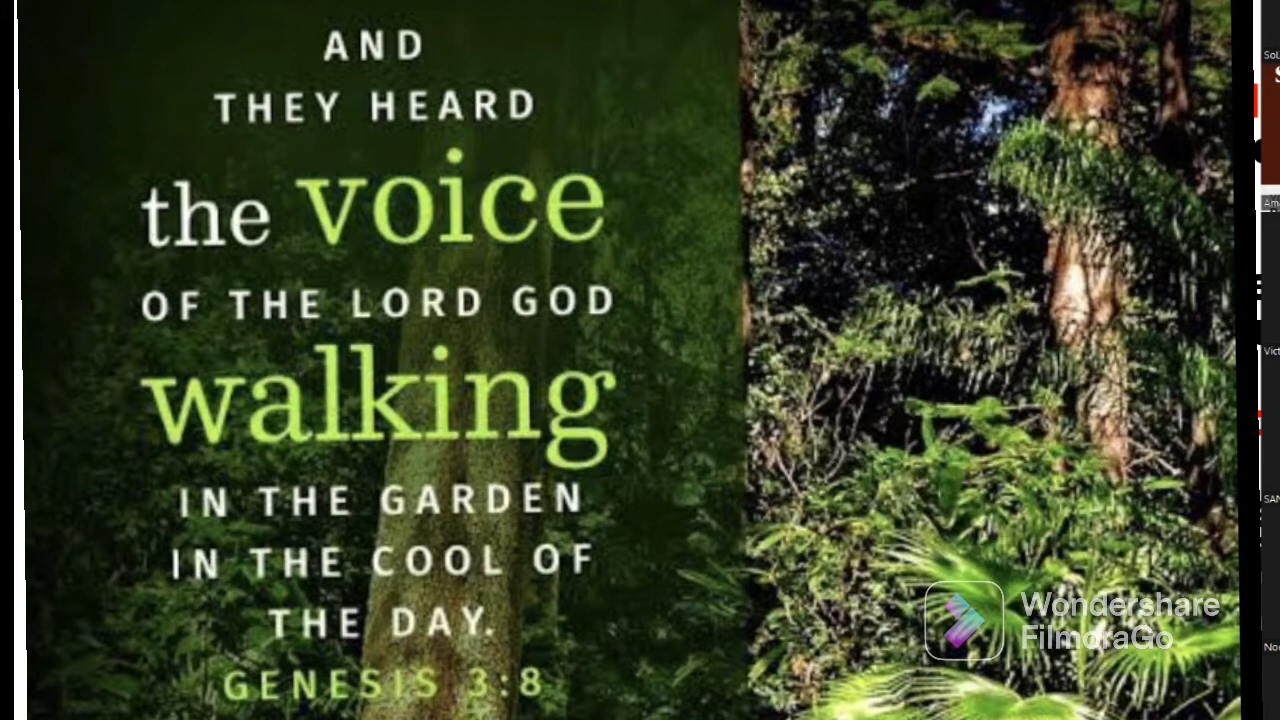 AND
THEY HEARD
the voice
OF THE LORD GOD
walking
IN THE GARDEN
IN THE COOL OF
THE DAY.
GENESIS 3:8
Wondershare
FilmoraGo